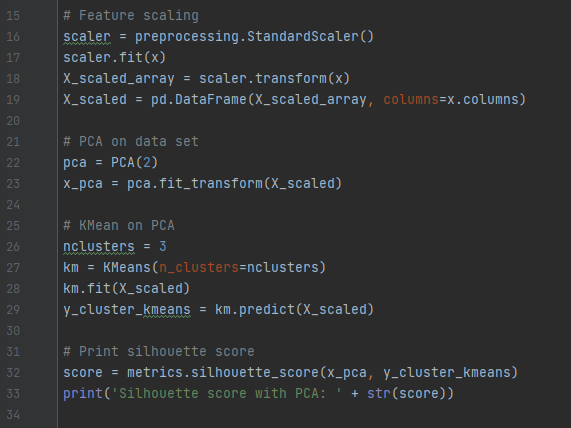 15 # Feature scaling
16 scaler = preprocessing.StandardScaler()
17 scaler.fit(x)
18 X_scaled_array = scaler.transform(x)
19 X_scaled = pd.DataFrame(X_scaled_array, columns=x.columns)
20
21 # PCA on data set
22 pca = PCA(2)
23 x_pca = pca.fit_transform(X_scaled)
24
25 # KMean on PCA
26 nclusters = 3
27 km = KMeans(n_clusters=nclusters)
28 km.fit(X_scaled)
29 y_cluster_kmeans = km.predict(X_scaled)
30
31 # Print silhouette score
32 score = metrics.silhouette_score(x_pca, y_cluster_kmeans)
33 print('Silhouette score with PCA: ' + str(score))
34